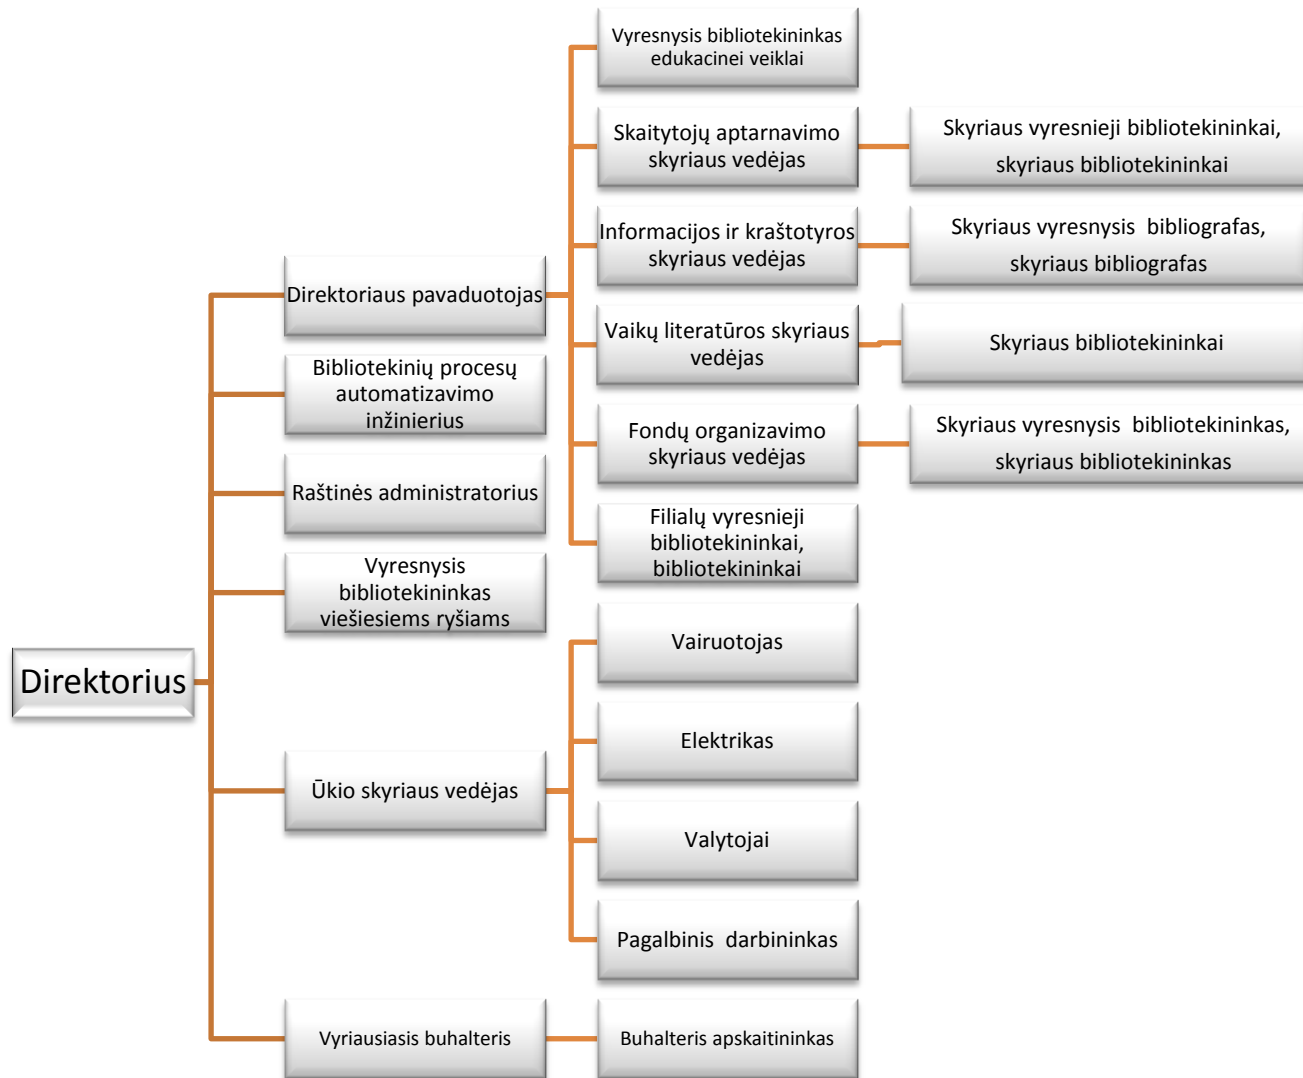 Vyresnysis bibliotekininkas
edukacinei veiklai
Skaitytojų aptarnavimo
skyriaus vedėjas
Skyriaus vyresnieji bibliotekininkai,
skyriaus bibliotekininkai
Informacijos ir kraštotyros
skyriaus vedėjas
Skyriaus vyresnysis  bibliografas,
skyriaus bibliografas
Direktoriaus pavaduotojas
Vaikų literatūros skyriaus
vedėjas
Skyriaus bibliotekininkai
Bibliotekinių procesų
automatizavimo
inžinierius
Fondų organizavimo
skyriaus vedėjas
Skyriaus vyresnysis  bibliotekininkas,
skyriaus bibliotekininkas
Raštinės administratorius
Filialų vyresnieji
bibliotekininkai,
bibliotekininkai
Vyresnysis
bibliotekininkas
viešiesiems ryšiams
Vairuotojas
Direktorius
Elektrikas
Ūkio skyriaus vedėjas
Valytojai
Pagalbinis  darbininkas
Vyriausiasis buhalteris
Buhalteris apskaitininkas